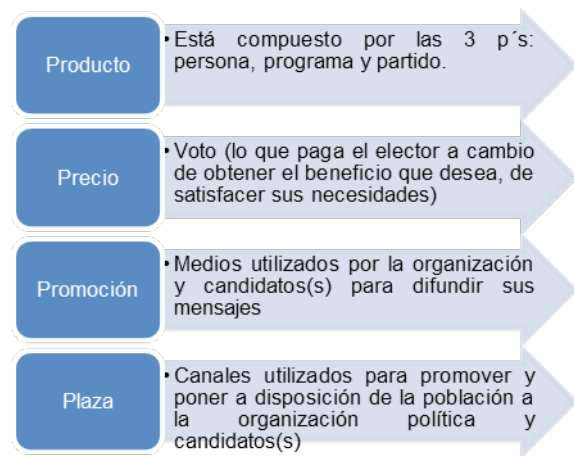 Producto
• Está compuesto por las 3 p´s:
persona, programa y partido.
Precio
• Voto (lo que paga el elector a cambio
de obtener el beneficio que desea, de
satisfacer sus necesidades)
Promoción
• Medios utilizados por la organización
y candidatos(s) para difundir sus
mensajes
Plaza
• Canales utilizados para promover y
poner a disposición de la población a
la organización política y
candidatos(s)